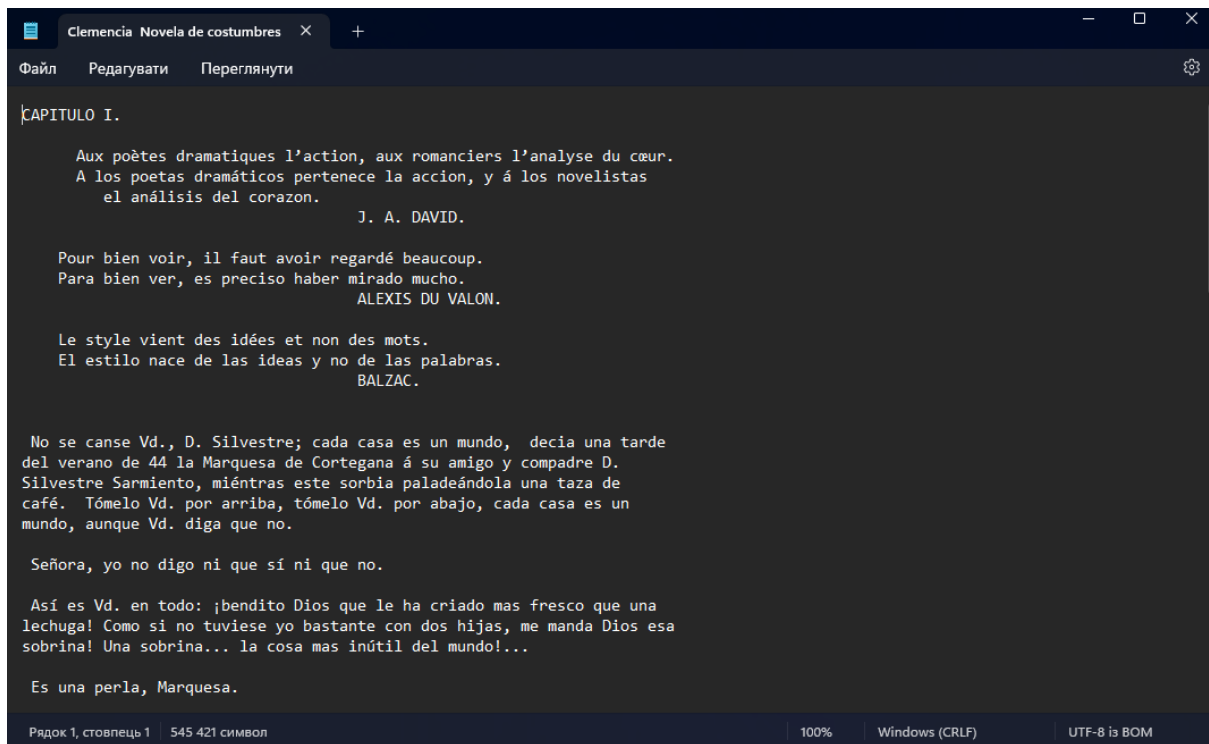 Clemencia Novela de costumbres
Файл Редагувати Переглянути
CAPITULO I.
Aux poètes dramatiques l’action, aux romanciers l’analyse du cœur.
A los poetas dramáticos pertenece la accion, y á los novelistas
el análisis del corazon.
J. A. DAVID.
Pour bien voir, il faut avoir regardé beaucoup.
Para bien ver, es preciso haber mirado mucho.
ALEXIS DU VALON.
Le style vient des idées et non des mots.
El estilo nace de las ideas y no de las palabras.
BALZAC.
No se canse Vd., D. Silvestre; cada casa es un mundo, decia una tarde
del verano de 44 la Marquesa de Cortegana á su amigo y compadre D.
Silvestre Sarmiento, miéntras este sorbia paladeándola una taza de
café. Tómelo Vd. por arriba, tómelo Vd. por abajo, cada casa es un
mundo, aunque Vd. diga que no.
Señora, yo no digo ni que sí ni que no.
Así es Vd. en todo: ¡bendito Dios que le ha criado mas fresco que una
lechuga! Como si no tuviese yo bastante con dos hijas, me manda Dios esa
sobrina! Una sobrina... la cosa mas inútil del mundo!...
Es una perla, Marquesa.
Рядок 1, стовпець 1 545 421 символ 100% Windows (CRLF) UTF-8 із BOM